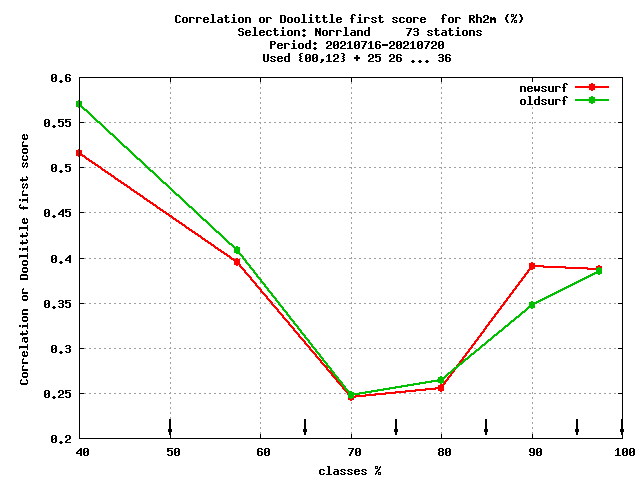 Correlation or Doolittle first score  for Rh2m (%)
Selection: Norrland     73 stations
Period: 20210716-20210720
Used {00,12} + 25 26 ... 36
newsurf
oldsurf
0.6
0.55
0.5
0.45
0.4
0.35
0.3
0.25
0.2
Correlation or Doolittle first score
40 50 60 70 80 90 100
classes %